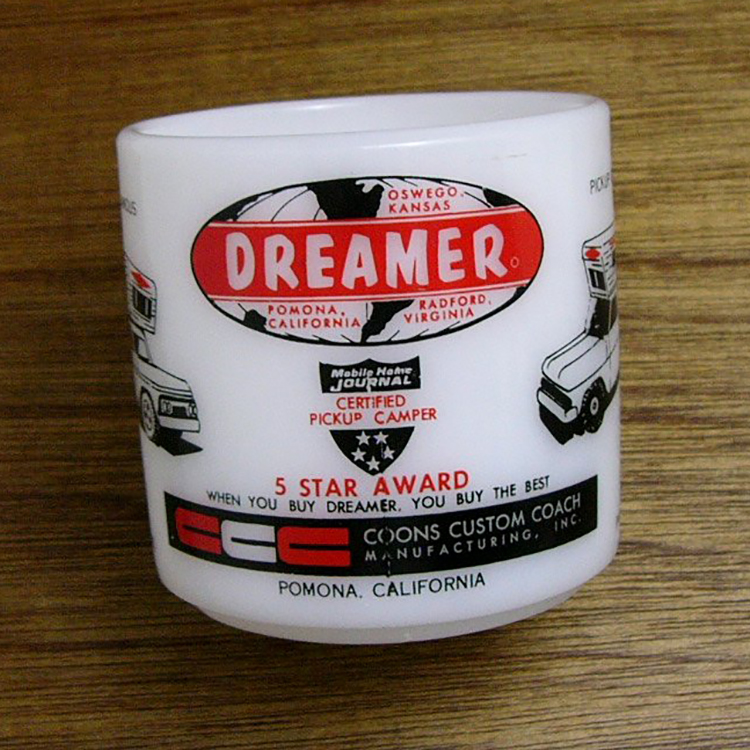 OSWEGO,
KANSAS
DREAMER
POMONA,
CALIFORNIA
RADFORD,
VIRGINIA
Mobile Home
JOURNAL
CERTIFIED
PICKUP CAMPER
5 STAR AWARD
WHEN YOU BUY DREAMER, YOU BUY THE BEST
CCC
COONS CUSTOM COACH
MANUFACTURING, INC.
POMONA, CALIFORNIA